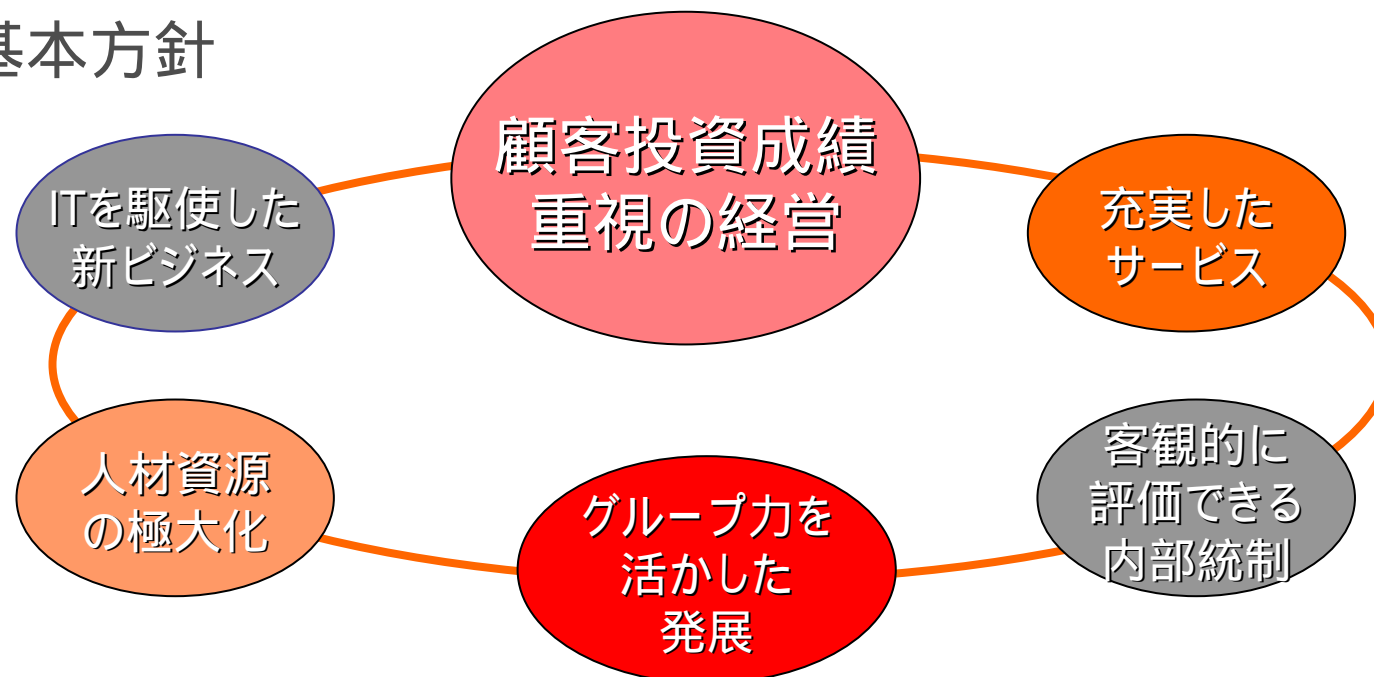 基本方針
顧客投資成績
重視の経営
ITを駆使した
新ビジネス
充実した
サービス
人材資源
の極大化
グループ力を
活かした
発展
客観的に
評価できる
内部統制